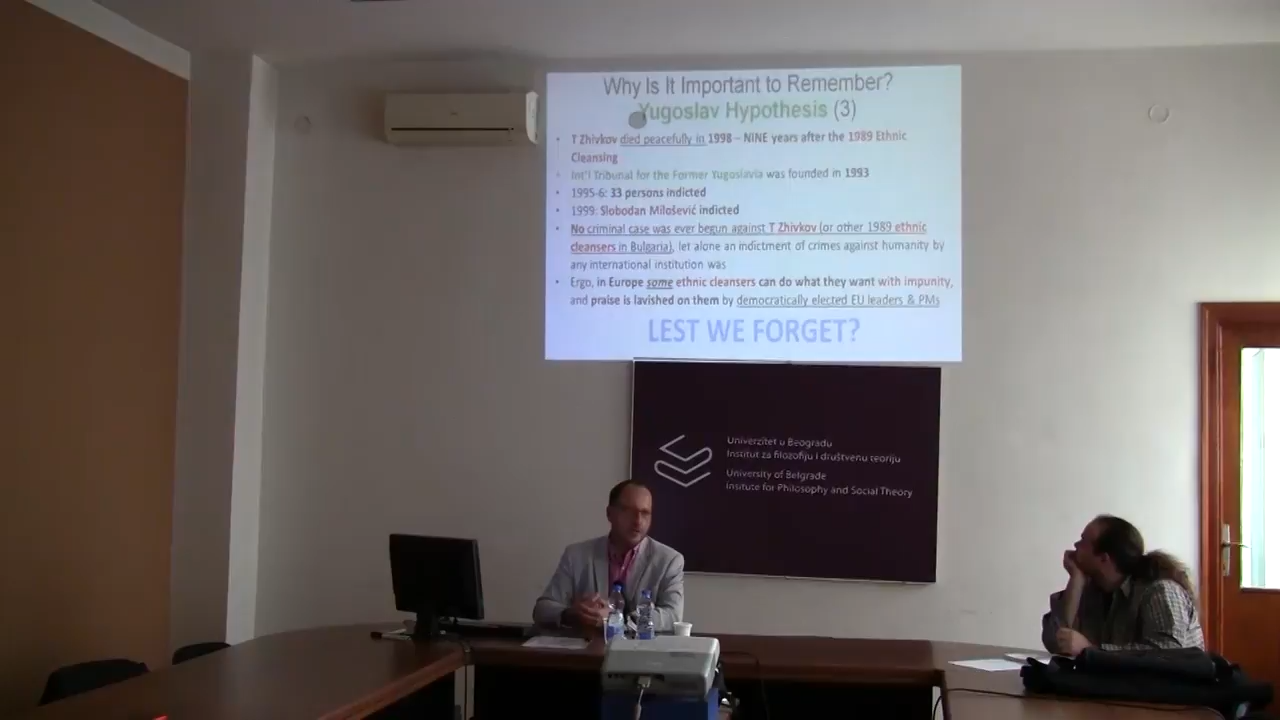 Why Is It Important to Remember?
Yugoslav Hypothesis (3)
• T Zhivkov died peacefully in 1998 – NINE years after the 1989 Ethnic
Cleansing
• Int'l Tribunal for the Former Yugoslavia was founded in 1993
• 1995-6: 33 persons indicted
• 1999: Slobodan Milošević indicted
• No criminal case was ever begun against T Zhivkov (or other 1989 ethnic
cleansers in Bulgaria), let alone an indictment of crimes against humanity by
any international institution was
• Ergo, in Europe some ethnic cleansers can do what they want with impunity,
and praise is lavished on them by democratically elected EU leaders & PMs
LEST WE FORGET?
Univerzitet u Beogradu
Institut za filozofiju i društvenu teoriju
University of Belgrade
Institute for Philosophy and Social Theory